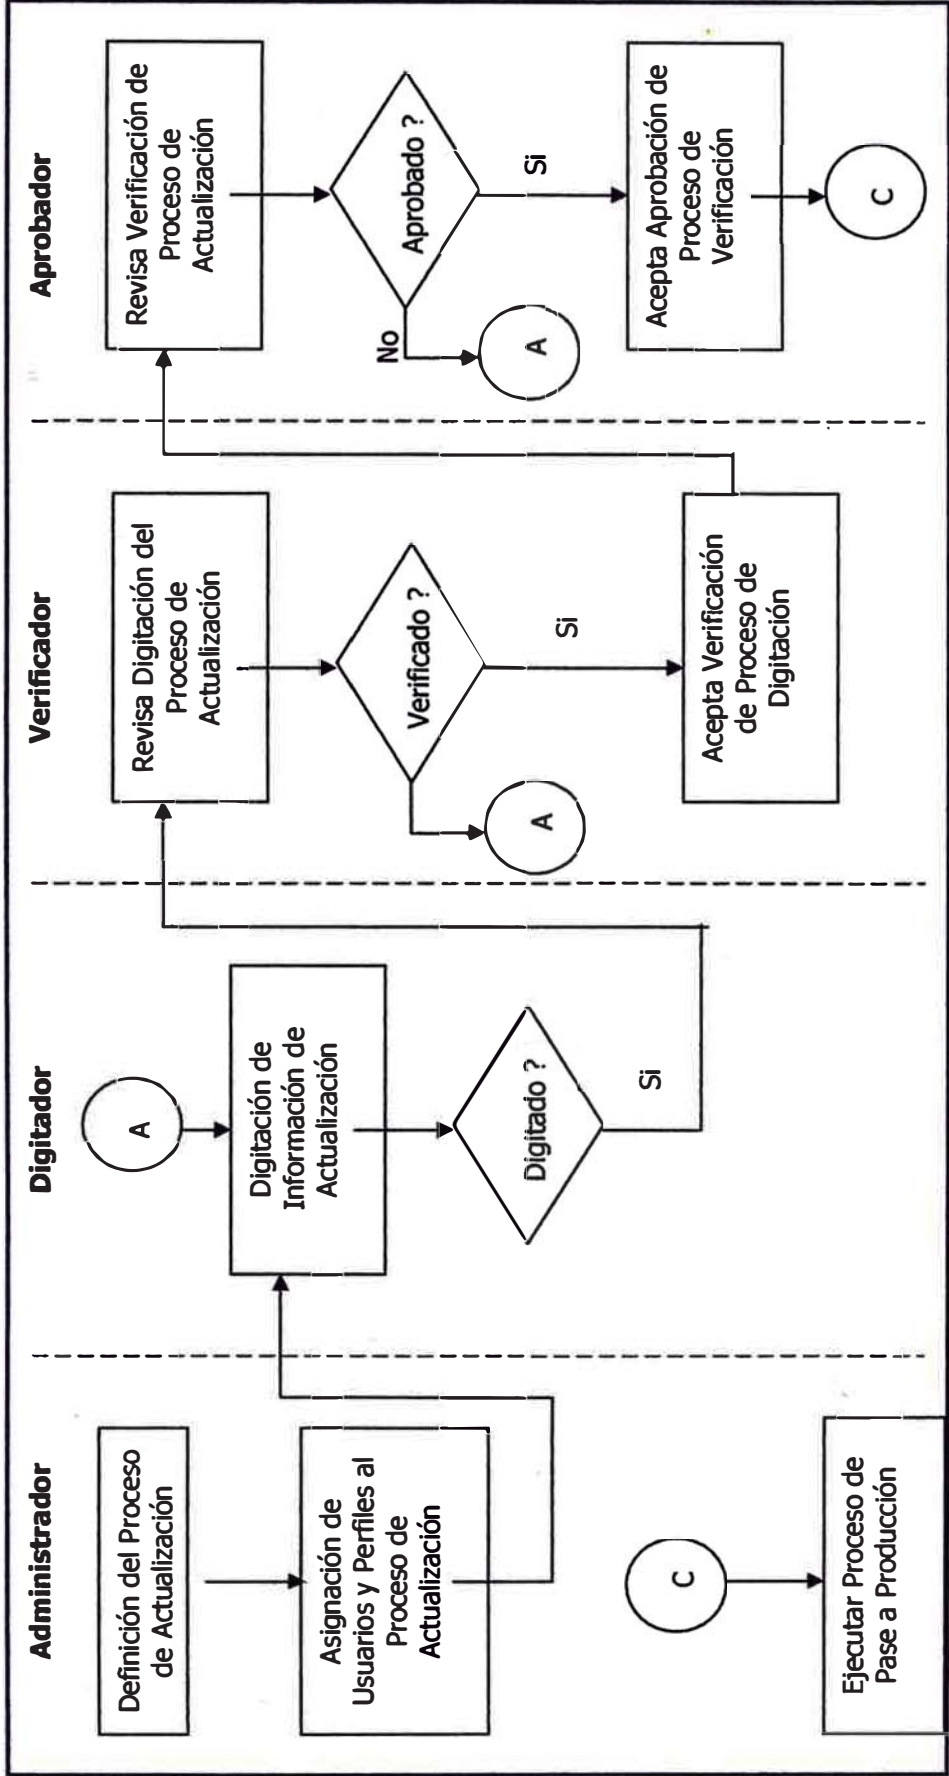 Administrador
Definición del Proceso
de Actualización
Asignación de
Usuarios y Perfiles al
Proceso de
Actualización
C
Ejecutar Proceso de
Pase a Producción
Digitador
A
Digitación de
Información de
Actualización
Digitado ?
Si
Verificador
Revisa Digitación del
Proceso de
Actualización
Verificado ?
A
Si
Acepta Verificación
de Proceso de
Digitación
Aprobador
Revisa Verificación de
Proceso de
Actualización
Aprobado ?
No
A
Si
Acepta Aprobación de
Proceso de
Verificación
C